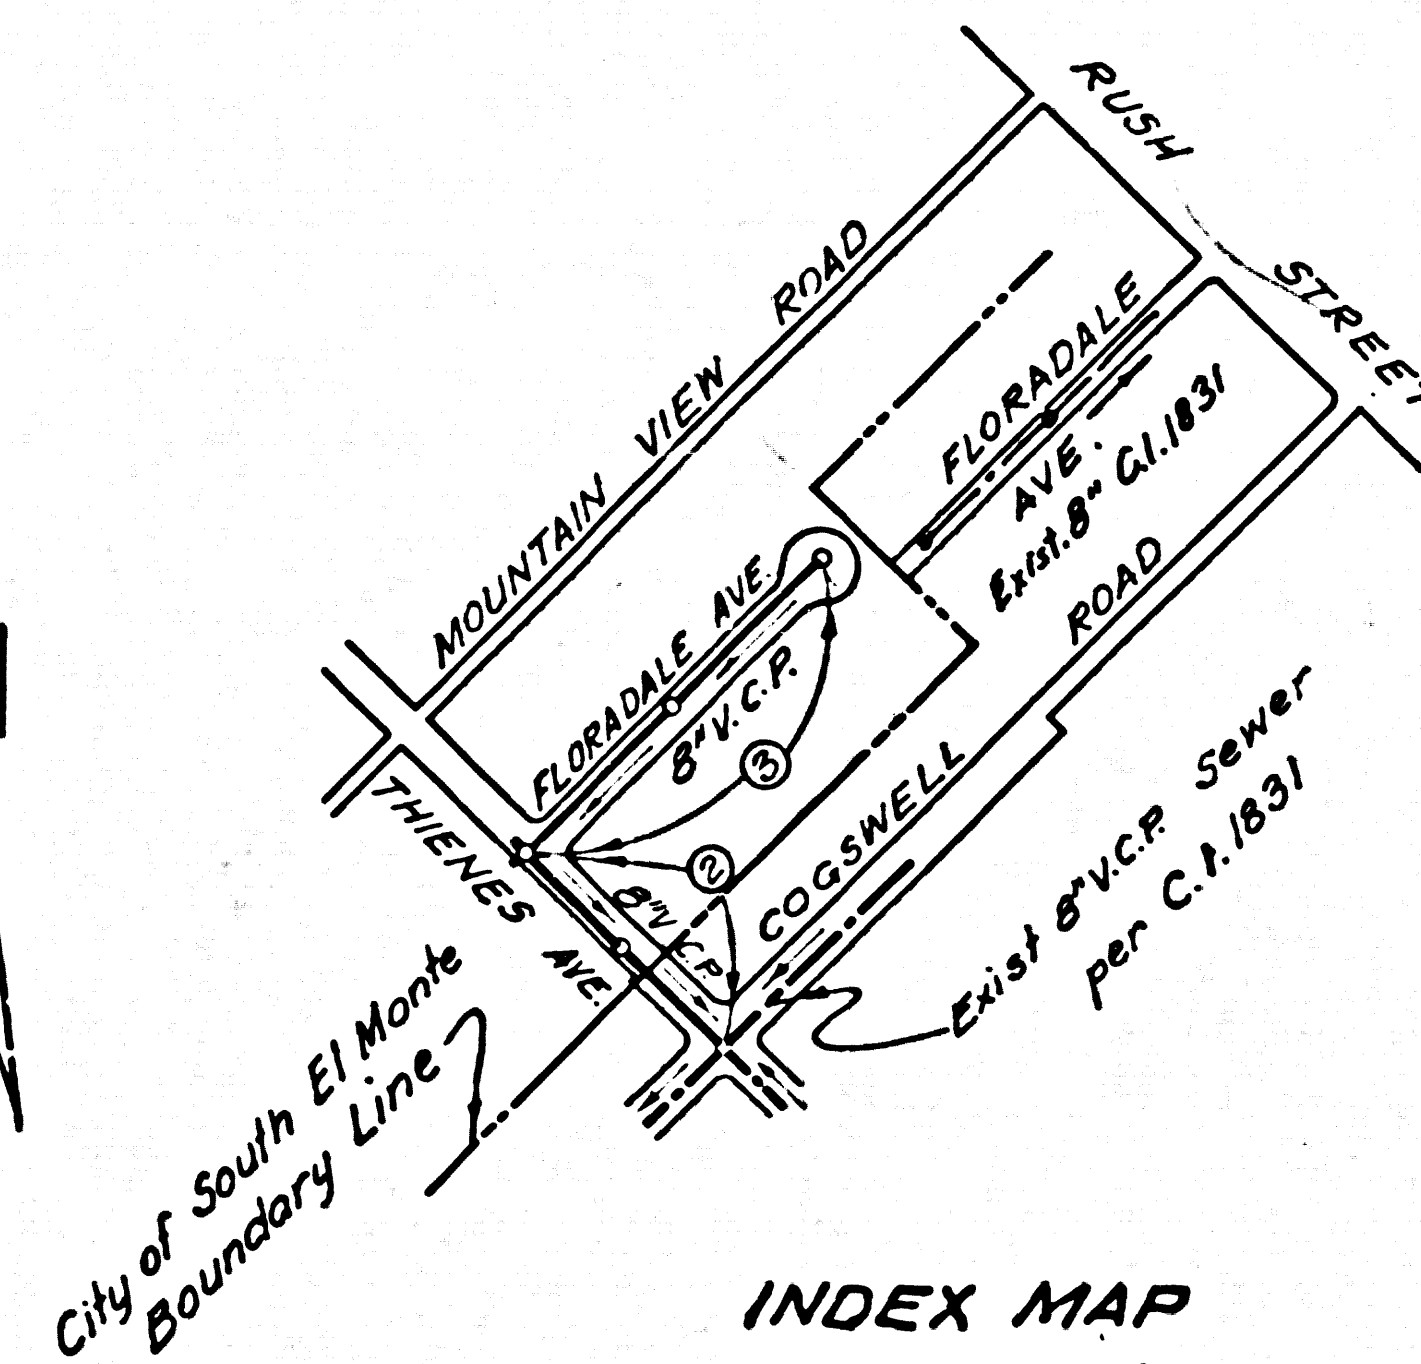 RUSH
STREET
MOUNTAIN VIEW ROAD
FLORADALE
AVE.
Exist. 8" C.I. 1831
FLORADALE AVE.
8" V.C.P.
3
ROAD
COGSWELL
2
8" V.C.P.
THIENES
AVE.
Exist 8" V.C.P. Sewer
per C.I. 1831
City of South El Monte
Boundary Line
INDEX MAP